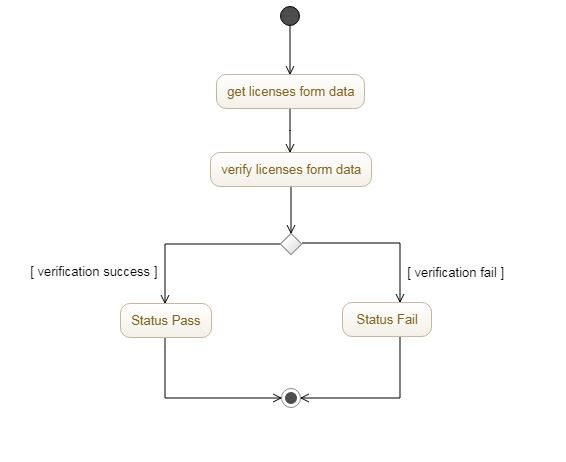 get licenses form data
verify licenses form data
[ verification success ]
[ verification fail ]
Status Pass
Status Fail